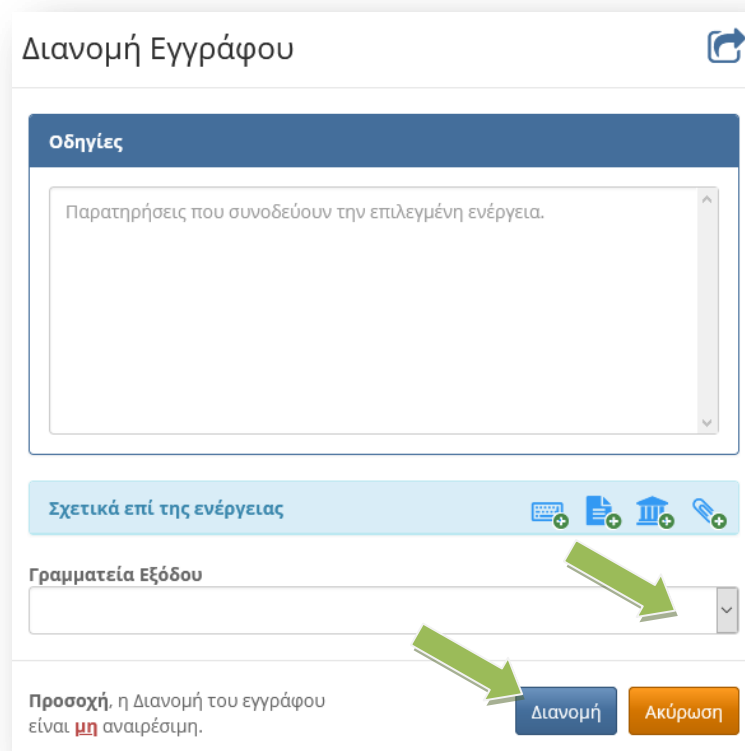 Διανομή Εγγράφου
Οδηγίες
Παρατηρήσεις που συνοδεύουν την επιλεγμένη ενέργεια.
Σχετικά επί της ενέργειας
Γραμματεία Εξόδου
Προσοχή, η Διανομή του εγγράφου
είναι μη αναιρέσιμη.
Διανομή
Ακύρωση